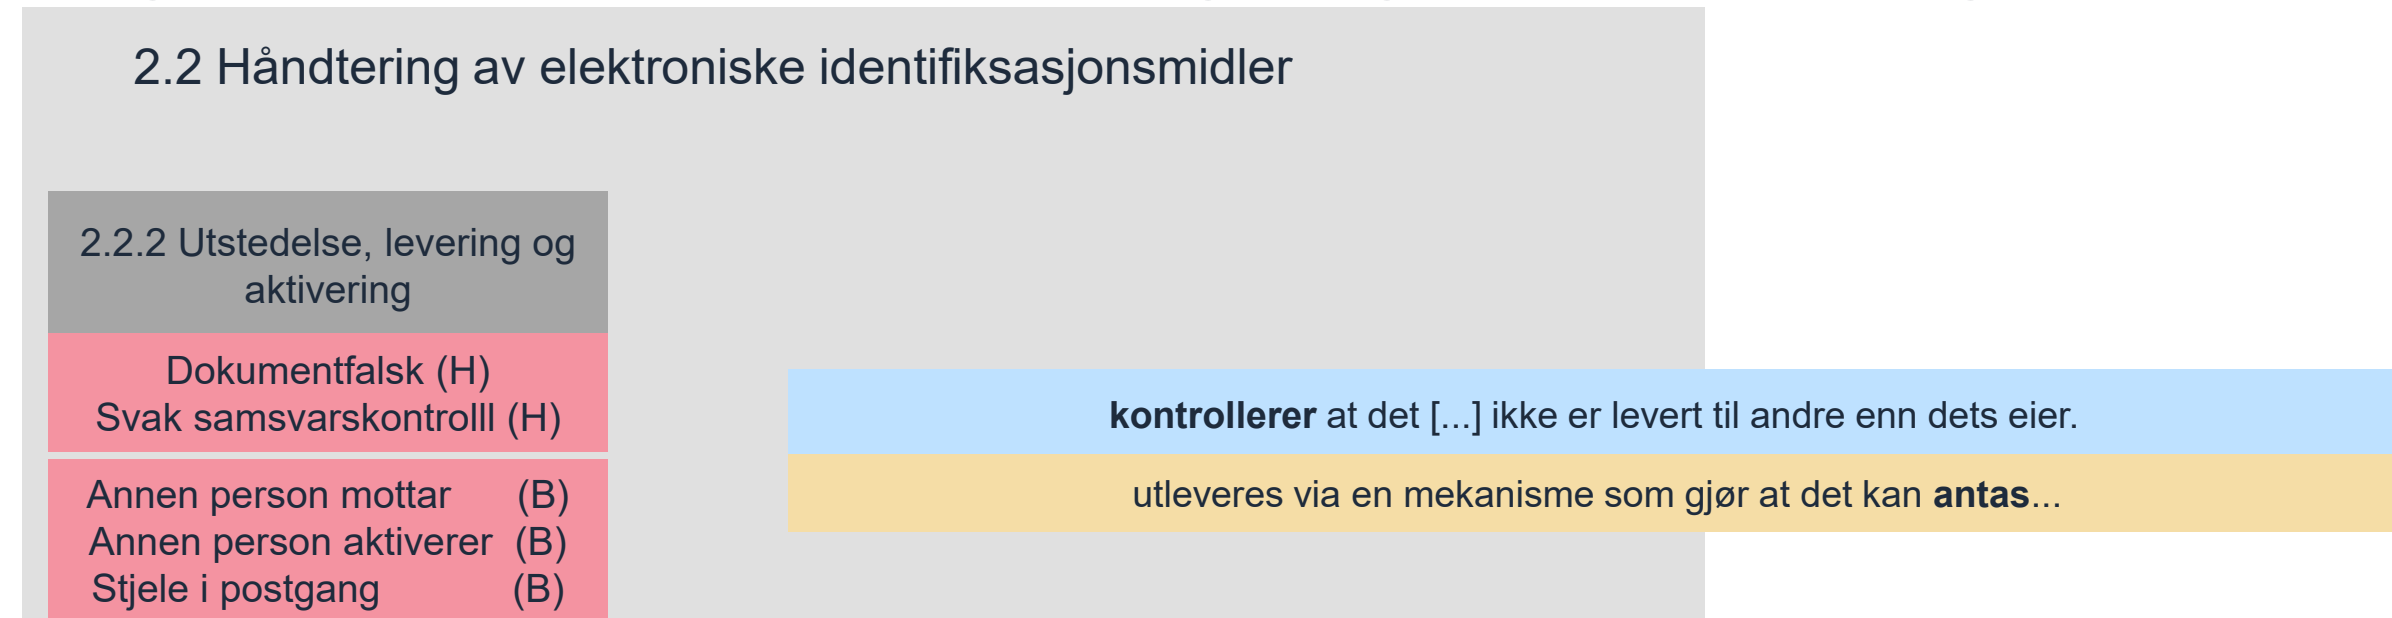 2.2 Håndtering av elektroniske identifiksasjonsmidler
2.2.2 Utstedelse, levering og
aktivering
Dokumentfalsk (H)
Svak samsvarskontrolll (H)
Annen person mottar (B)
Annen person aktiverer (B)
Stjele i postgang (B)
kontrollerer at det [...] ikke er levert til andre enn dets eier.
utleveres via en mekanisme som gjør at det kan antas...